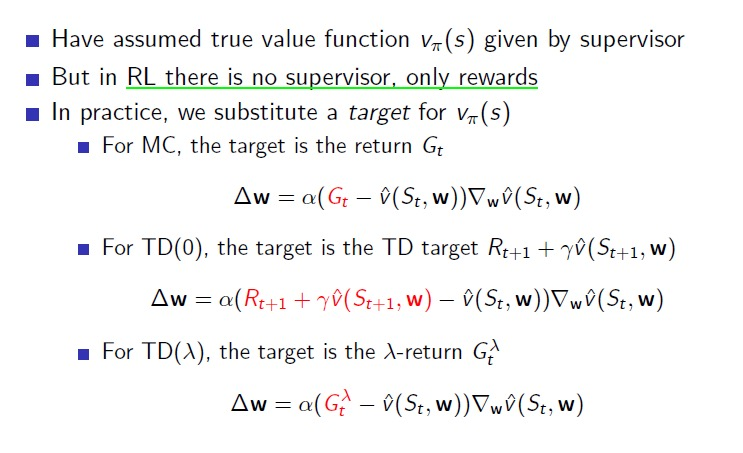 Have assumed true value function vπ(s) given by supervisor
But in RL there is no supervisor, only rewards
In practice, we substitute a target for vπ(s)
For MC, the target is the return Gt
Δw = α(Gt − v̂(St, w))∇wv̂(St, w)
For TD(0), the target is the TD target Rt+1 + γv̂(St+1, w)
Δw = α(Rt+1 + γv̂(St+1, w) − v̂(St, w))∇wv̂(St, w)
For TD(λ), the target is the λ-return Gtλ
Δw = α(Gtλ − v̂(St, w))∇wv̂(St, w)